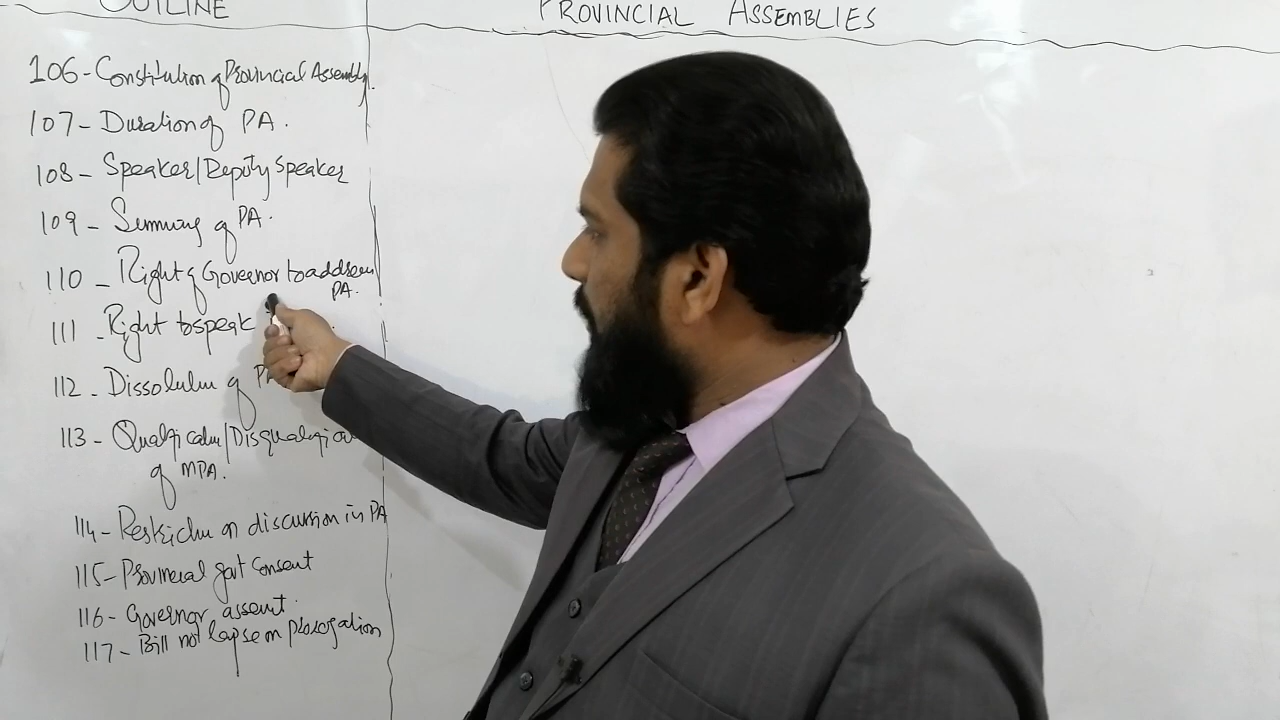 OUTLINE
PROVINCIAL ASSEMBLIES
106- Constitution of Provincial Assembly.
107- Duration of PA.
108- Speaker/Deputy Speaker
109- Summing of PA.
110- Right of Governor to address
PA.
111- Right to speak
112- Dissolution of PA
113- Qualification/Disqualification
of MPA.
114- Restriction on discussion in PA
115- Provincial govt consent
116- Governor assent.
117- Bill not lapse on prorogation